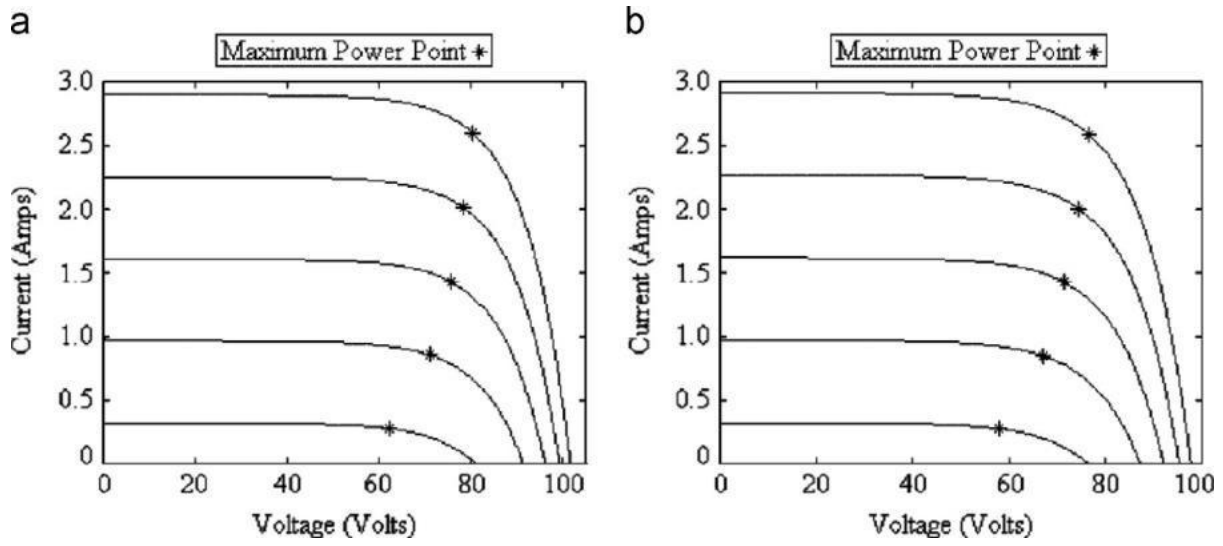 a
Maximum Power Point *
3.0
2.5
2.0
1.5
1.0
0.5
0
Current (Amps)
0 20 40 60 80 100
Voltage (Volts)
b
Maximum Power Point *
3.0
2.5
2.0
1.5
1.0
0.5
0
Current (Amps)
0 20 40 60 80 100
Voltage (Volts)